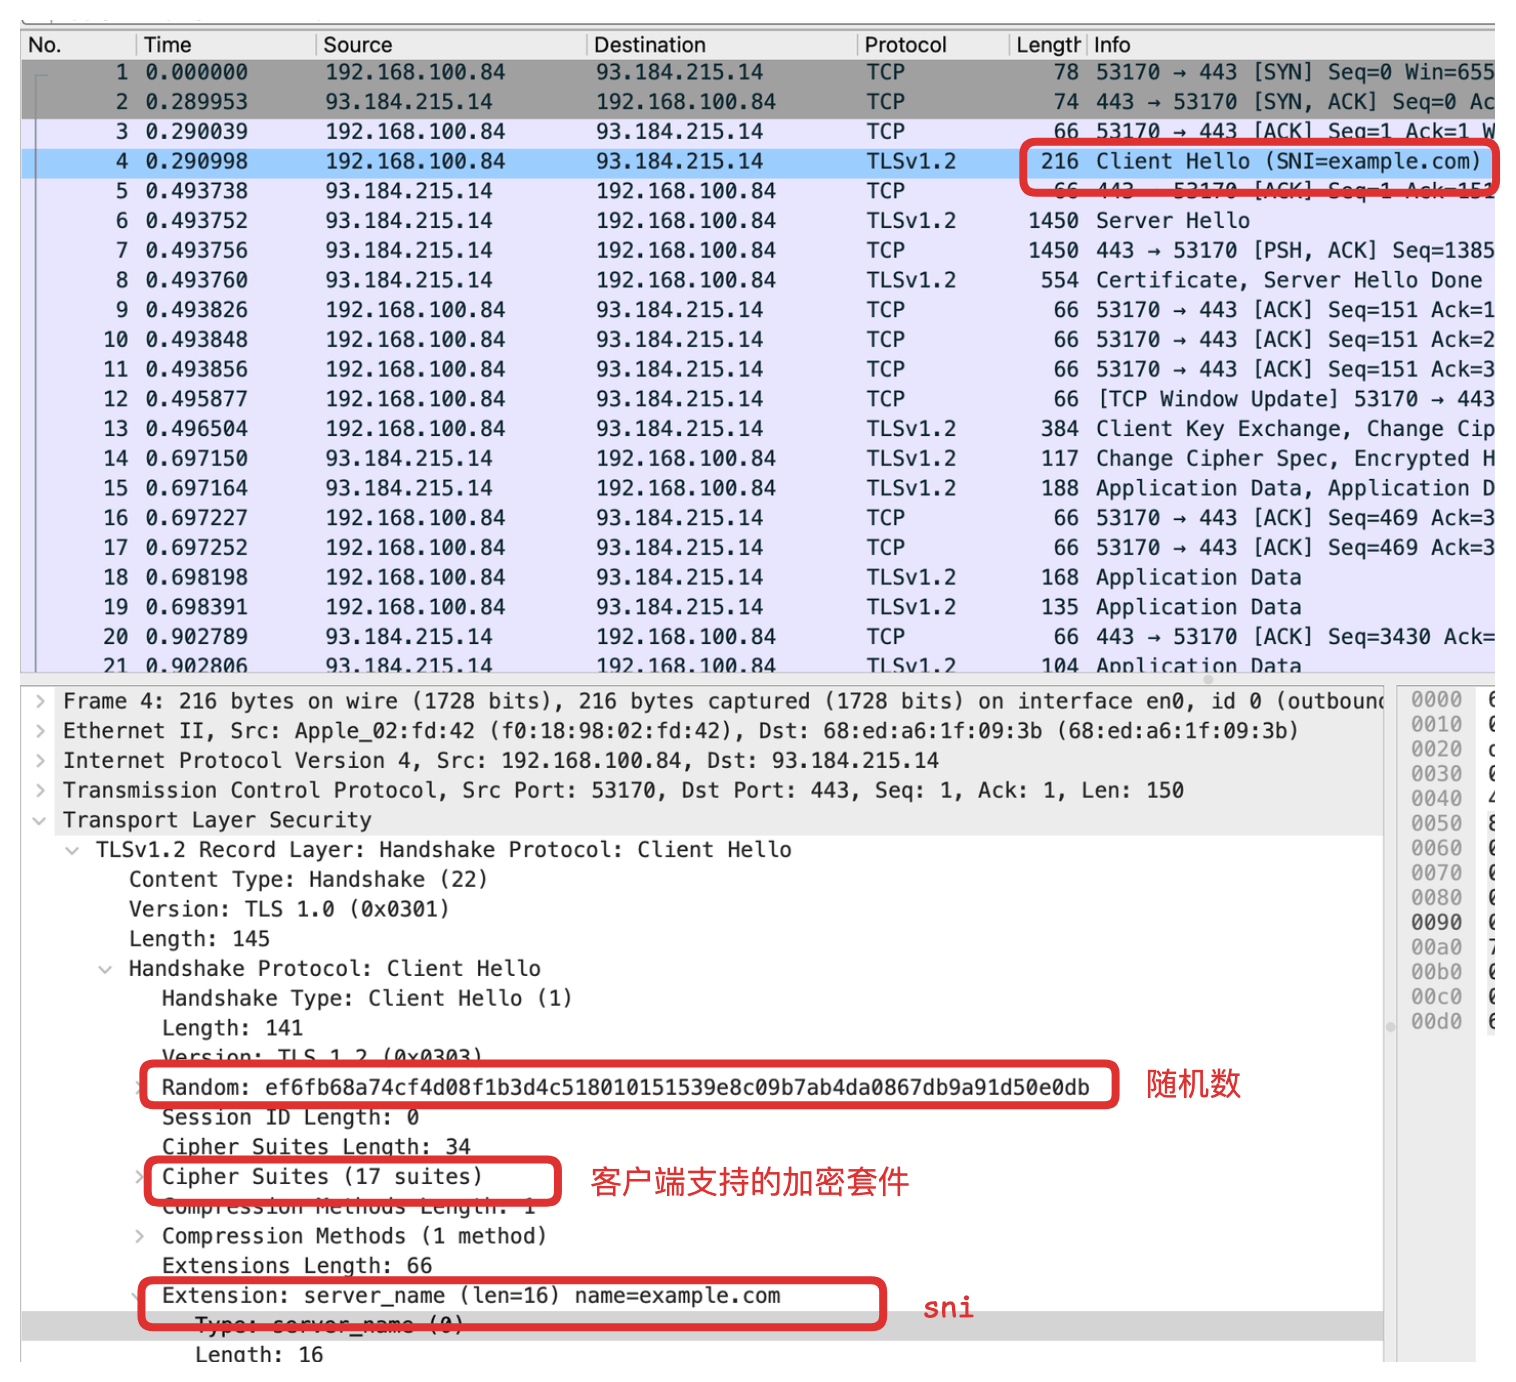 No. Time Source Destination Protocol Length Info
1 0.000000 192.168.100.84 93.184.215.14 TCP 78 53170 → 443 [SYN] Seq=0 Win=655
2 0.289953 93.184.215.14 192.168.100.84 TCP 74 443 → 53170 [SYN, ACK] Seq=0 Ac
3 0.290039 192.168.100.84 93.184.215.14 TCP 66 53170 → 443 [ACK] Seq=1 Ack=1 W
4 0.290998 192.168.100.84 93.184.215.14 TLSv1.2 216 Client Hello (SNI=example.com)
5 0.493738 93.184.215.14 192.168.100.84 TCP 66 443 → 53170 [ACK] Seq=1 Ack=151
6 0.493752 93.184.215.14 192.168.100.84 TLSv1.2 1450 Server Hello
7 0.493756 93.184.215.14 192.168.100.84 TCP 1450 443 → 53170 [PSH, ACK] Seq=1385
8 0.493760 93.184.215.14 192.168.100.84 TLSv1.2 554 Certificate, Server Hello Done
9 0.493826 192.168.100.84 93.184.215.14 TCP 66 53170 → 443 [ACK] Seq=151 Ack=1
10 0.493848 192.168.100.84 93.184.215.14 TCP 66 53170 → 443 [ACK] Seq=151 Ack=2
11 0.493856 192.168.100.84 93.184.215.14 TCP 66 53170 → 443 [ACK] Seq=151 Ack=3
12 0.495877 192.168.100.84 93.184.215.14 TCP 66 [TCP Window Update] 53170 → 443
13 0.496504 192.168.100.84 93.184.215.14 TLSv1.2 384 Client Key Exchange, Change Cip
14 0.697150 93.184.215.14 192.168.100.84 TLSv1.2 117 Change Cipher Spec, Encrypted H
15 0.697164 93.184.215.14 192.168.100.84 TLSv1.2 188 Application Data, Application D
16 0.697227 192.168.100.84 93.184.215.14 TCP 66 53170 → 443 [ACK] Seq=469 Ack=3
17 0.697252 192.168.100.84 93.184.215.14 TCP 66 53170 → 443 [ACK] Seq=469 Ack=3
18 0.698198 192.168.100.84 93.184.215.14 TLSv1.2 168 Application Data
19 0.698391 192.168.100.84 93.184.215.14 TLSv1.2 135 Application Data
20 0.902789 93.184.215.14 192.168.100.84 TCP 66 443 → 53170 [ACK] Seq=3430 Ack=
21 0.902806 93.184.215.14 192.168.100.84 TLSv1.2 104 Application Data
Frame 4: 216 bytes on wire (1728 bits), 216 bytes captured (1728 bits) on interface en0, id 0 (outbound
Ethernet II, Src: Apple_02:fd:42 (f0:18:98:02:fd:42), Dst: 68:ed:a6:1f:09:3b (68:ed:a6:1f:09:3b)
Internet Protocol Version 4, Src: 192.168.100.84, Dst: 93.184.215.14
Transmission Control Protocol, Src Port: 53170, Dst Port: 443, Seq: 1, Ack: 1, Len: 150
Transport Layer Security
TLSv1.2 Record Layer: Handshake Protocol: Client Hello
Content Type: Handshake (22)
Version: TLS 1.0 (0x0301)
Length: 145
Handshake Protocol: Client Hello
Handshake Type: Client Hello (1)
Length: 141
Version: TLS 1.2 (0x0303)
Random: ef6fb68a74cf4d08f1b3d4c518010151539e8c09b7ab4da0867db9a91d50e0db
随机数
Session ID Length: 0
Cipher Suites Length: 34
Cipher Suites (17 suites)
客户端支持的加密套件
Compression Methods Length: 1
Compression Methods (1 method)
Extensions Length: 66
Extension: server_name (len=16) name=example.com
sni
Type: server_name (0)
Length: 16
0000
0010
0020
0030
0040
0050
0060
0070
0080
0090
00a0
00b0
00c0
00d0